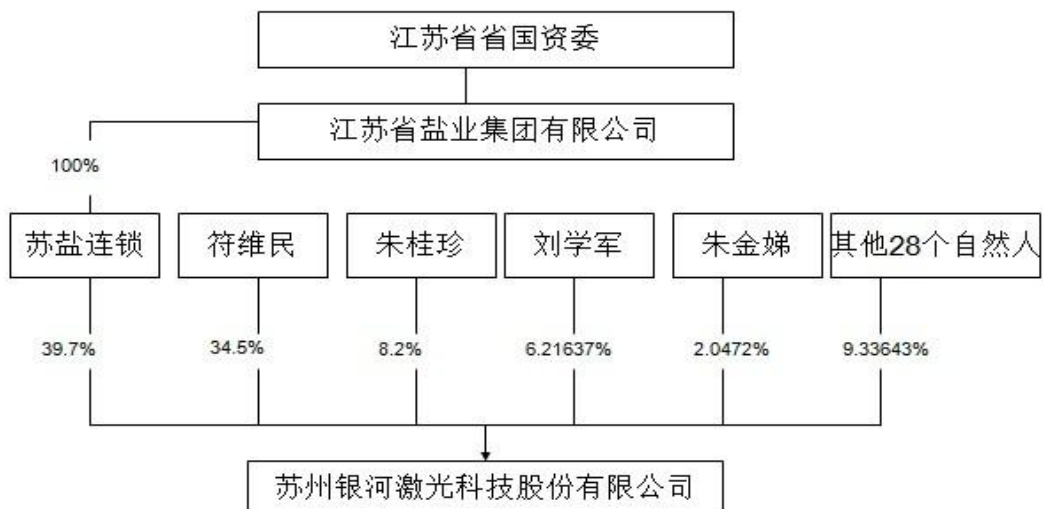 江苏省省国资委
江苏省盐业集团有限公司
100%
苏盐连锁
符维民
朱桂珍
刘学军
朱金娣
其他28个自然人
39.7%
34.5%
8.2%
6.21637%
2.0472%
9.33643%
苏州银河激光科技股份有限公司